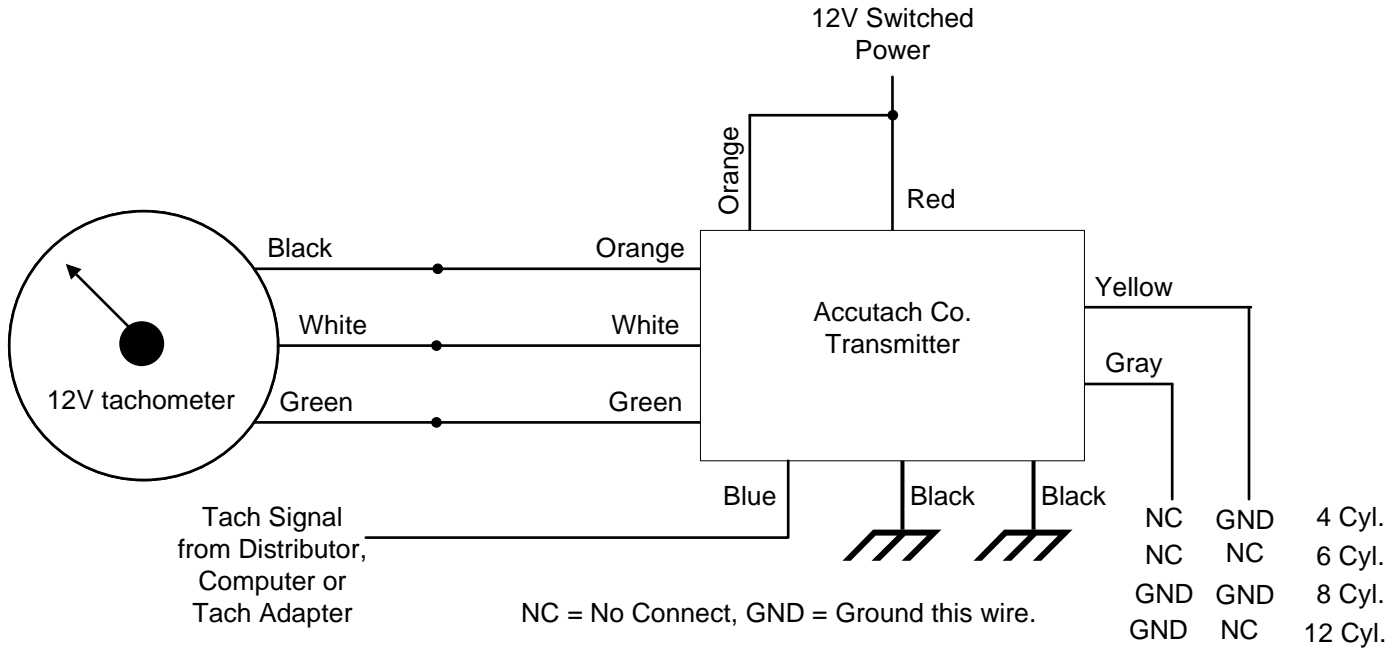 12V Switched
Power
Orange
Red
Black
Orange
Yellow
White
White
Accutach Co.
Transmitter
Gray
12V tachometer
Green
Green
Blue
Black
Black
Tach Signal
from Distributor,
Computer or
Tach Adapter
NC GND 4 Cyl.
NC NC 6 Cyl.
GND GND 8 Cyl.
GND NC 12 Cyl.
NC = No Connect, GND = Ground this wire.